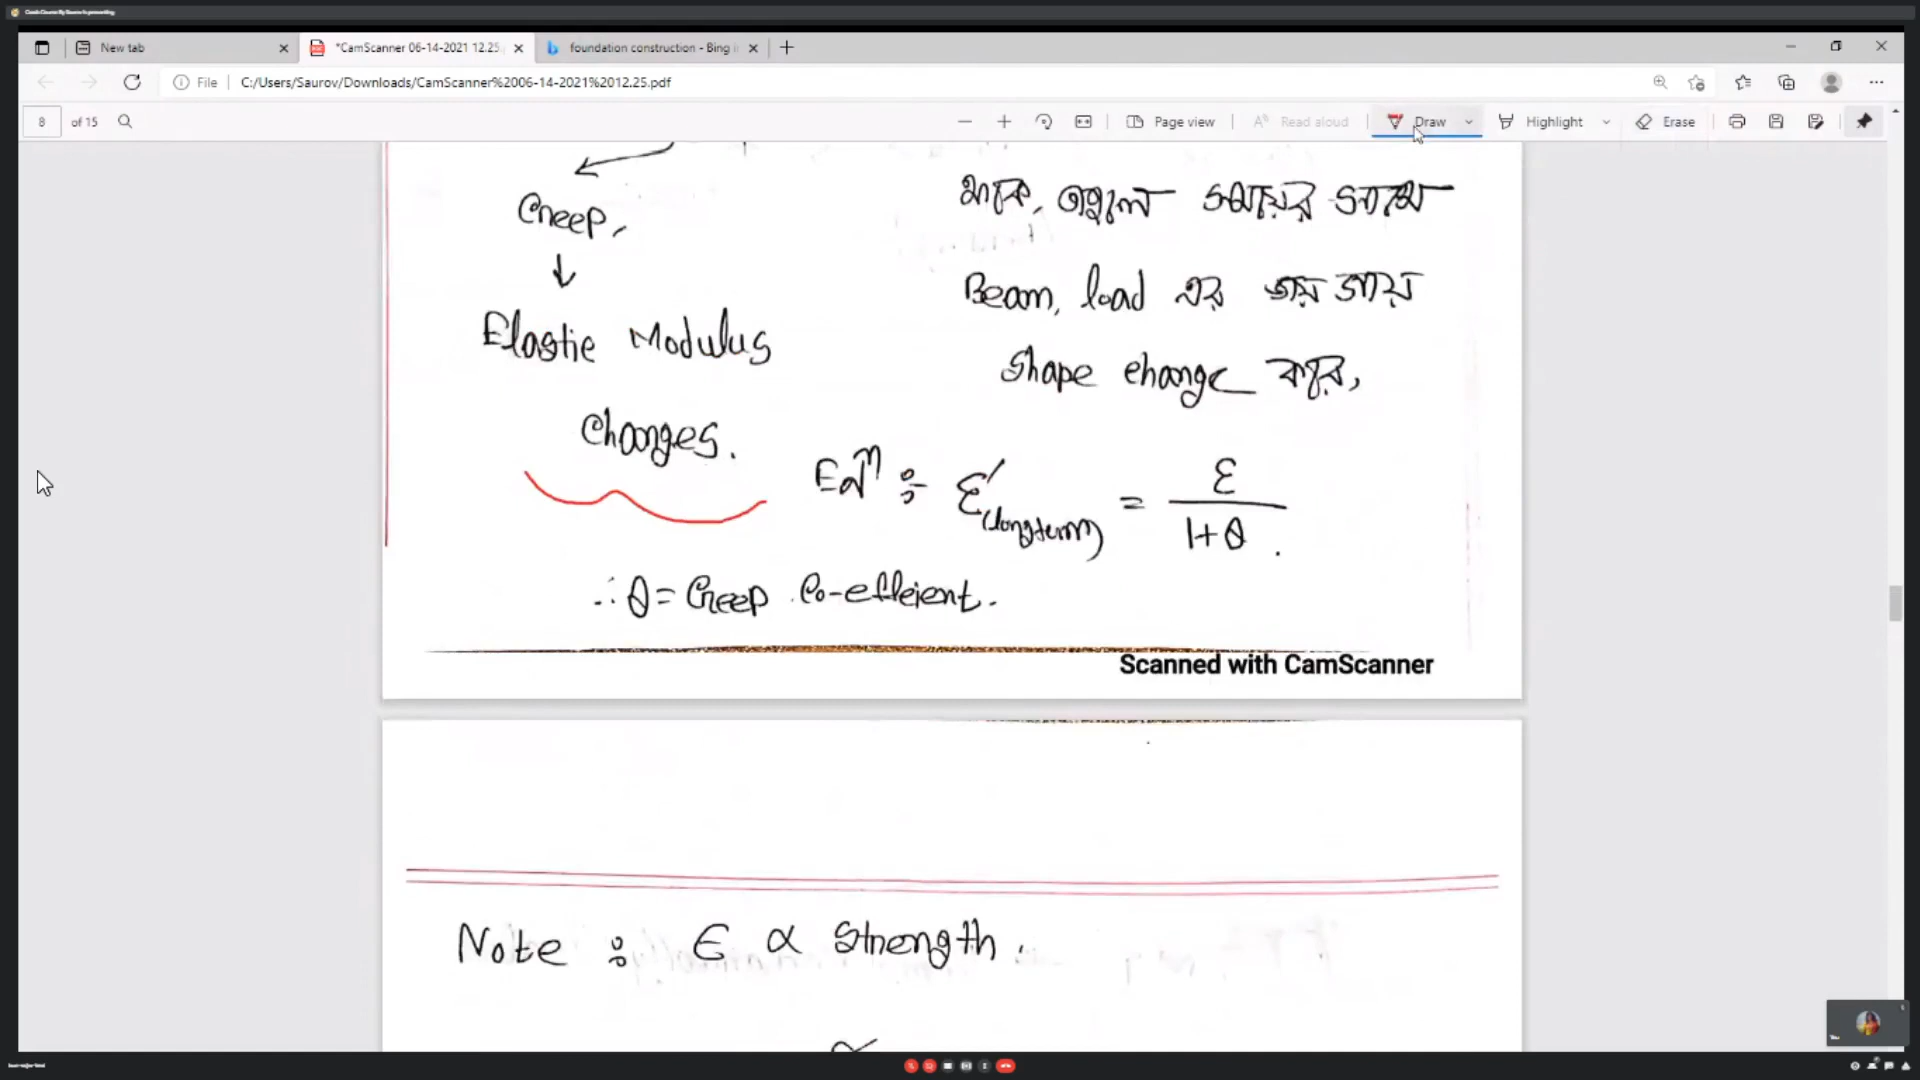 New tab
*CamScanner 06-14-2021 12.25.
foundation construction - Bing i
File
C:/Users/Saurov/Downloads/CamScanner%2006-14-2021%2012.25.pdf
8 of 15
Page view
Read aloud
Draw
Highlight
Erase
থাকে, তাহলে সময়ের সাথে
Creep,
↓
Beam, load এর
Elastic Modulus
Shape change করে,
Changes.
Eqⁿ : ε′(long term) = ε / 1+θ .
∴ θ = Creep Co-efficient.
Scanned with CamScanner
Note : E ∝ Strength.